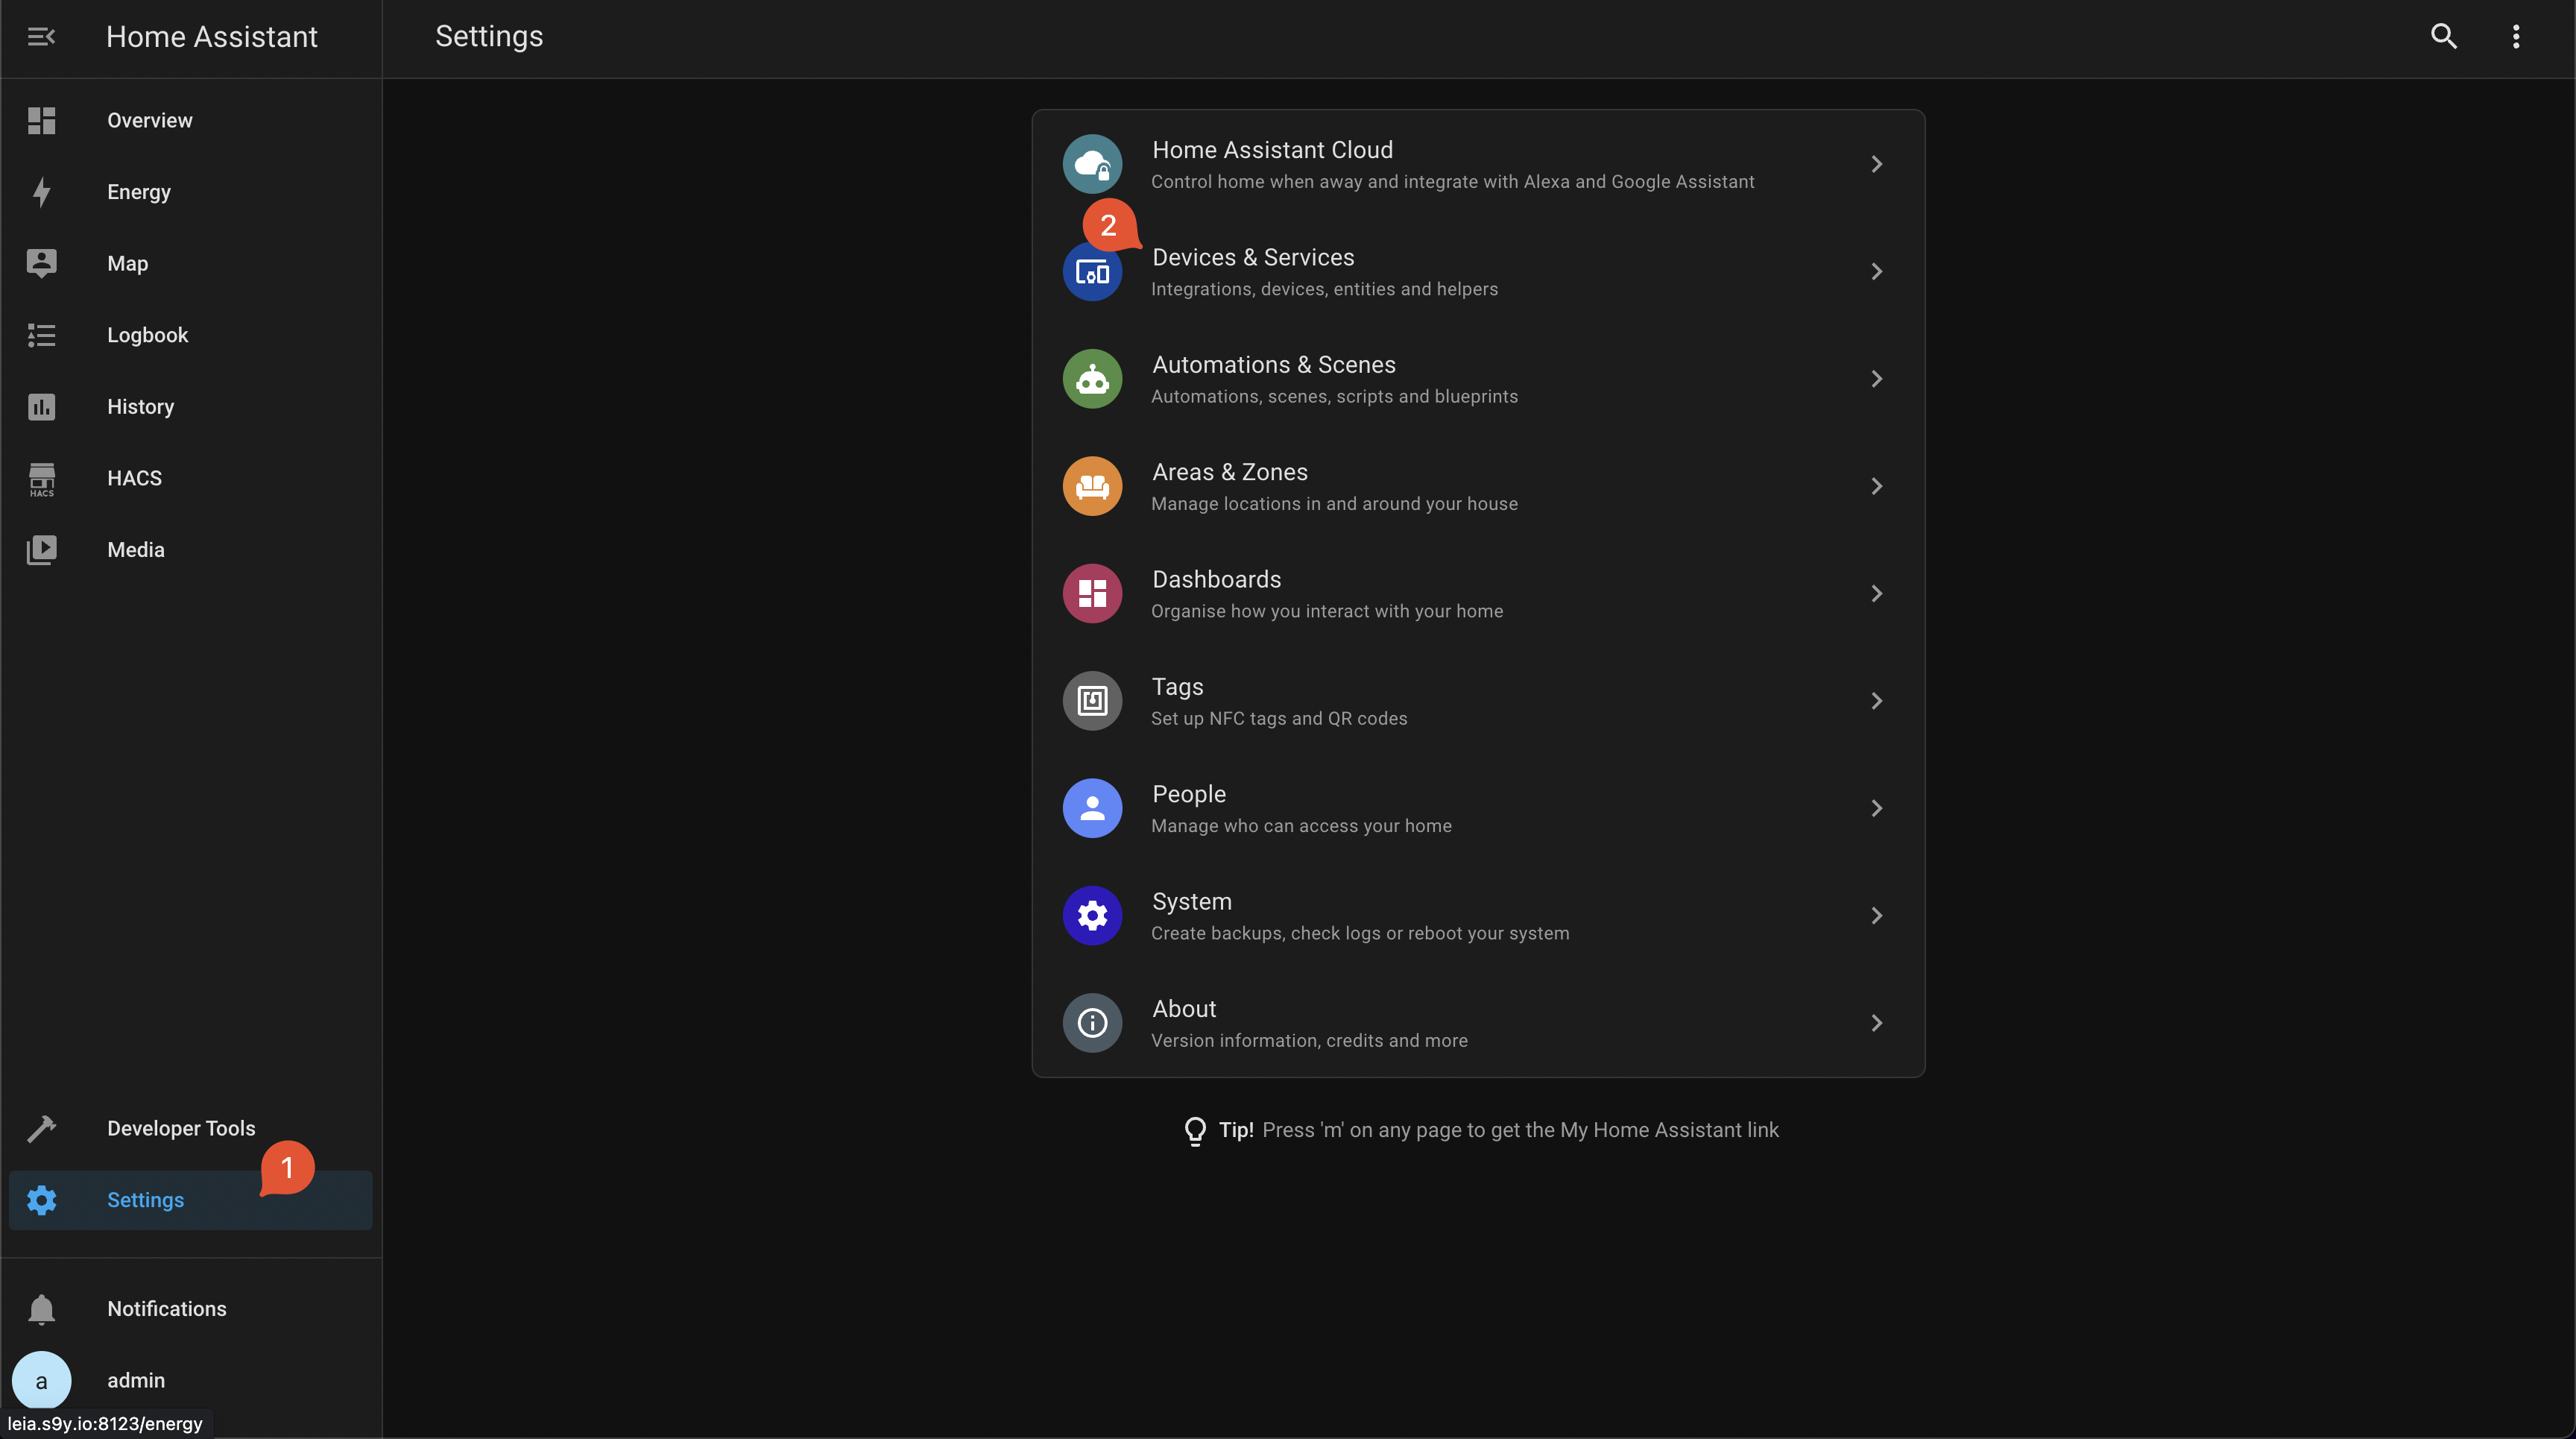 Home Assistant
Settings
Overview
Energy
Map
Logbook
History
HACS
HACS
Media
Developer Tools
1
Settings
Notifications
a
admin
leia.s9y.io:8123/energy
Home Assistant Cloud
Control home when away and integrate with Alexa and Google Assistant
2
Devices & Services
Integrations, devices, entities and helpers
Automations & Scenes
Automations, scenes, scripts and blueprints
Areas & Zones
Manage locations in and around your house
Dashboards
Organise how you interact with your home
Tags
Set up NFC tags and QR codes
People
Manage who can access your home
System
Create backups, check logs or reboot your system
About
Version information, credits and more
Tip! Press 'm' on any page to get the My Home Assistant link